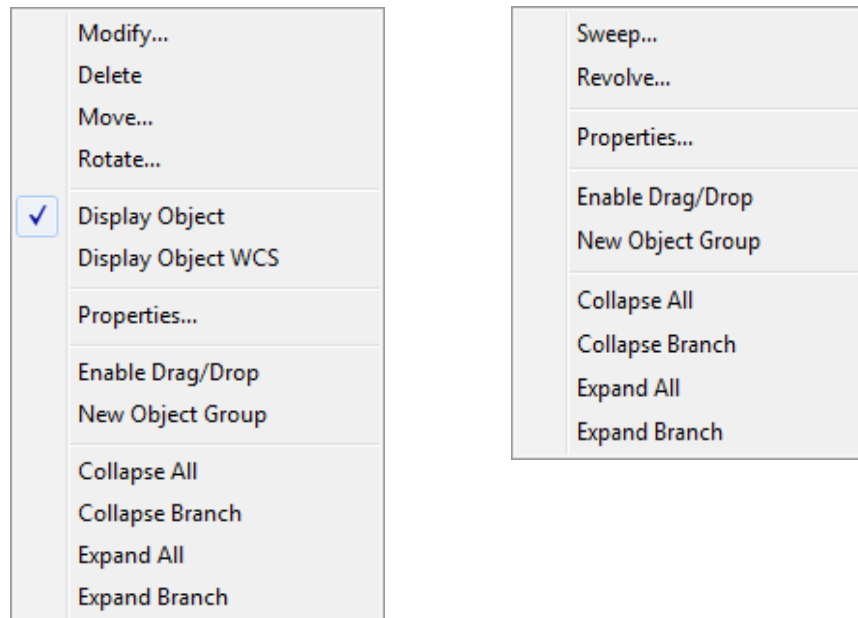 Modify...
Delete
Move...
Rotate...
Display Object
Display Object WCS
Properties...
Enable Drag/Drop
New Object Group
Collapse All
Collapse Branch
Expand All
Expand Branch
Sweep...
Revolve...
Properties...
Enable Drag/Drop
New Object Group
Collapse All
Collapse Branch
Expand All
Expand Branch